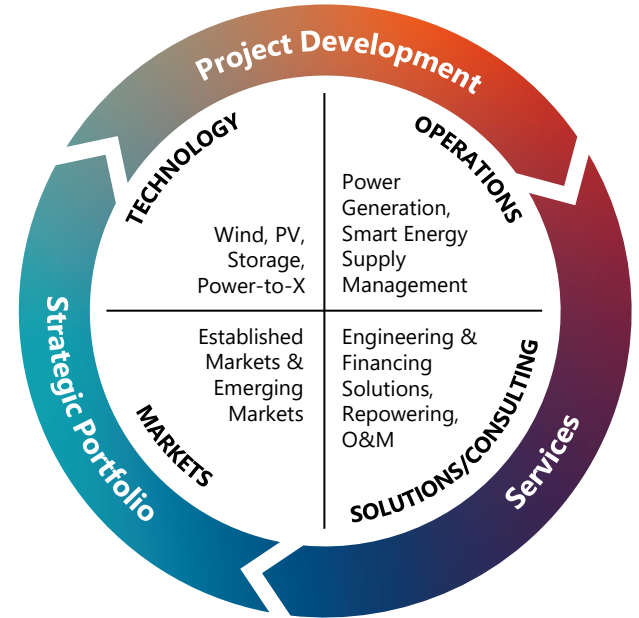 Project Development
TECHNOLOGY
Wind, PV,
Storage,
Power-to-X
OPERATIONS
Power
Generation,
Smart Energy
Supply
Management
Established
Markets &
Emerging
Markets
MARKETS
Engineering &
Financing
Solutions,
Repowering,
O&M
SOLUTIONS/CONSULTING
Strategic Portfolio
Services